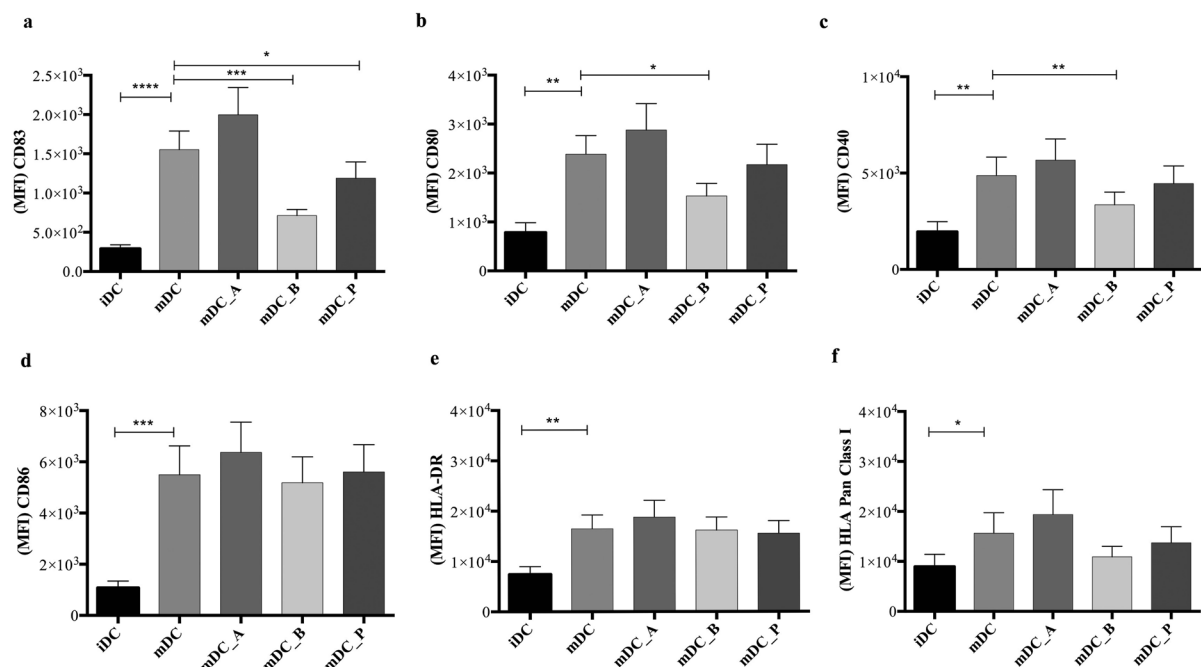 a
(MFI) CD83
2.5×10³
2.0×10³
1.5×10³
1.0×10³
5.0×10²
0.0
****
***
*
iDC
mDC
mDC_A
mDC_B
mDC_P
b
(MFI) CD80
4×10³
3×10³
2×10³
1×10³
0
**
*
iDC
mDC
mDC_A
mDC_B
mDC_P
c
(MFI) CD40
1×10⁴
5×10³
0
**
**
iDC
mDC
mDC_A
mDC_B
mDC_P
d
(MFI) CD86
8×10³
6×10³
4×10³
2×10³
0
***
iDC
mDC
mDC_A
mDC_B
mDC_P
e
(MFI) HLA-DR
4×10⁴
3×10⁴
2×10⁴
1×10⁴
0
**
iDC
mDC
mDC_A
mDC_B
mDC_P
f
(MFI) HLA Pan Class I
4×10⁴
3×10⁴
2×10⁴
1×10⁴
0
*
iDC
mDC
mDC_A
mDC_B
mDC_P